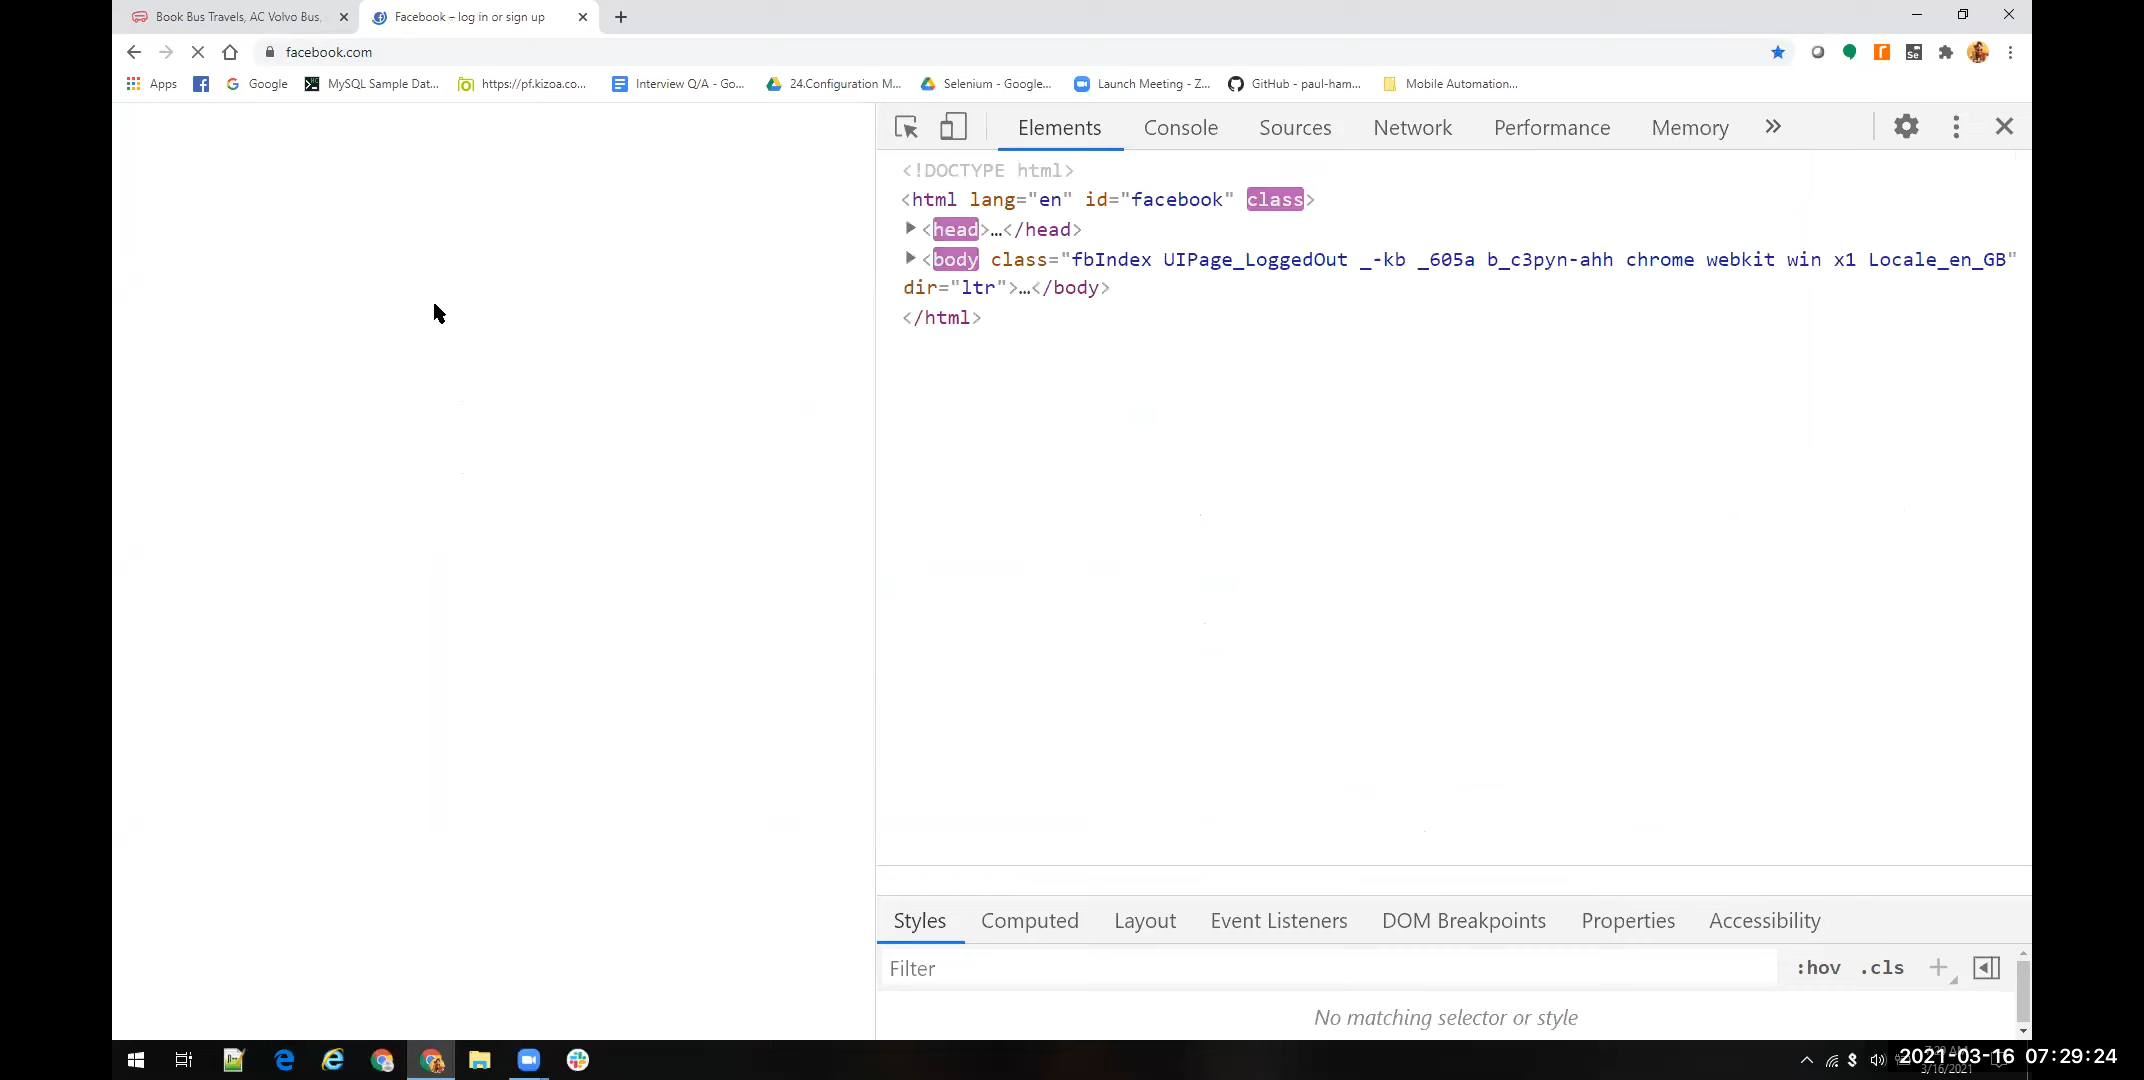 Book Bus Travels, AC Volvo Bus,
Facebook – log in or sign up
facebook.com
Apps
Google
MySQL Sample Dat...
https://pf.kizoa.co...
Interview Q/A - Go...
24.Configuration M...
Selenium - Google...
Launch Meeting - Z...
GitHub - paul-ham...
Mobile Automation...
Elements Console Sources Network Performance Memory »
<!DOCTYPE html>
<html lang="en" id="facebook" class>
<head>…</head>
<body class="fbIndex UIPage_LoggedOut _-kb _605a b_c3pyn-ahh chrome webkit win x1 Locale_en_GB"
dir="ltr">…</body>
</html>
Styles Computed Layout Event Listeners DOM Breakpoints Properties Accessibility
Filter
:hov .cls
No matching selector or style
2021-03-16 07:29:24
3/16/2021